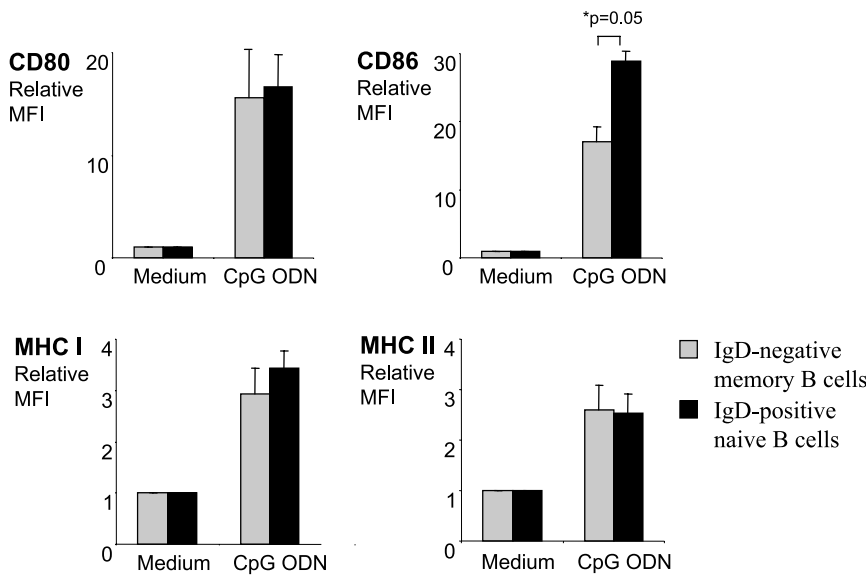 CD80
Relative
MFI
20
10
0
Medium CpG ODN
CD86
Relative
MFI
*p=0.05
30
20
10
0
Medium CpG ODN
MHC I
Relative
MFI
4
3
2
1
0
Medium CpG ODN
MHC II
Relative
MFI
4
3
2
1
0
Medium CpG ODN
IgD-negative
memory B cells
IgD-positive
naive B cells